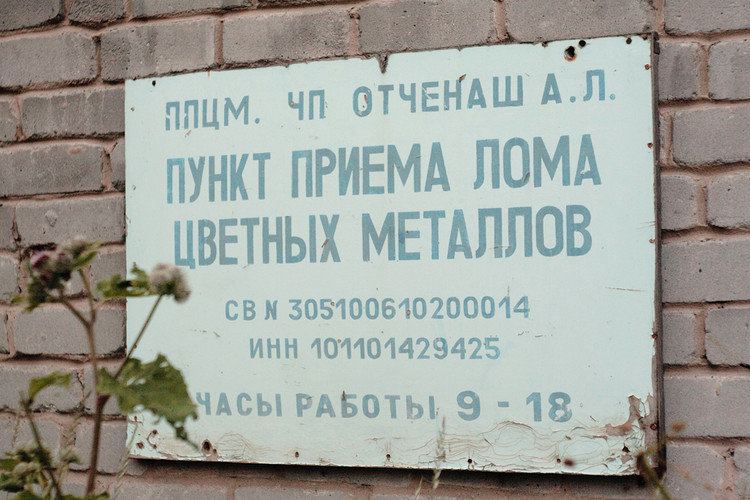 ППЦМ. ЧП ОТЧЕНАШ А.Л.
ПУНКТ ПРИЕМА ЛОМА
ЦВЕТНЫХ МЕТАЛЛОВ
СВ N 305100610200014
ИНН 101101429425
ЧАСЫ РАБОТЫ 9 - 18